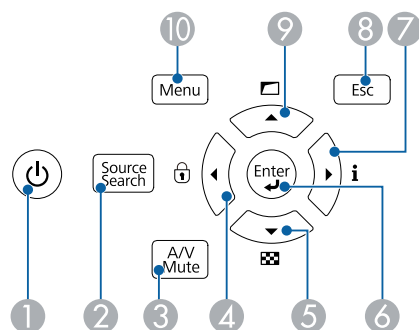 10 9 8 7
Menu
Esc
Source
Search
Enter
i
A/V
Mute
1 2 3 4 5 6